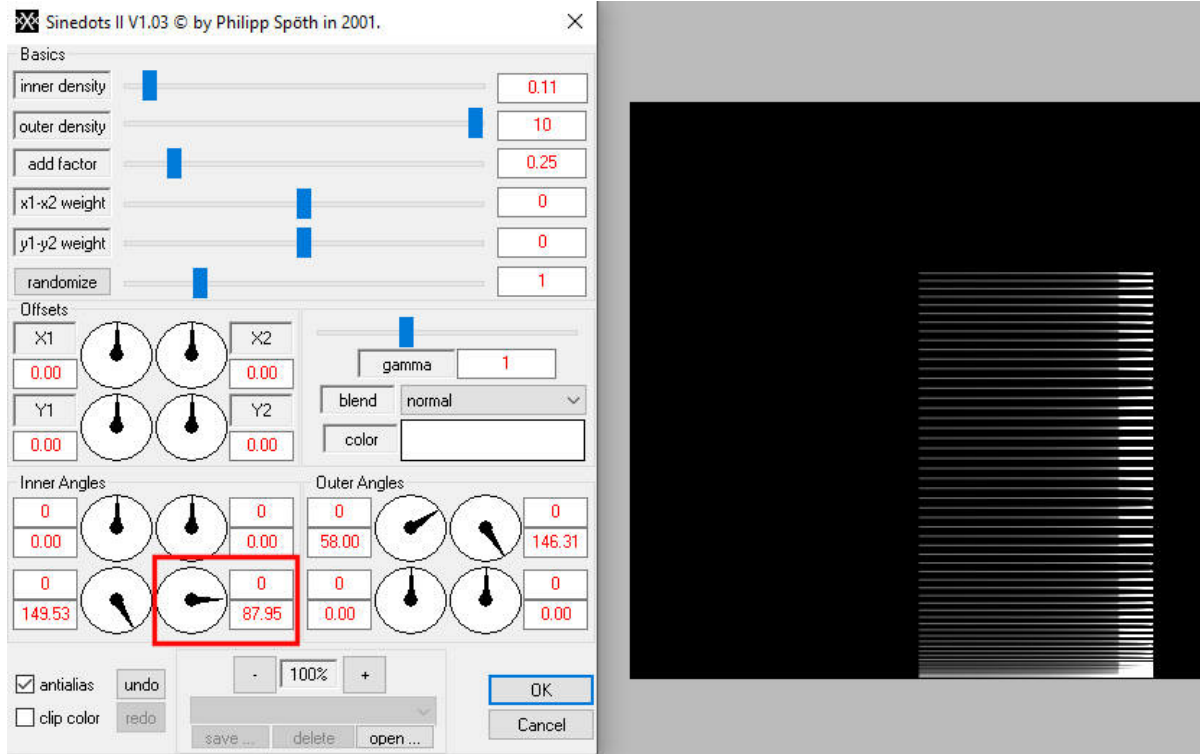 Sinedots II V1.03 © by Philipp Spöth in 2001.
Basics
inner density 0.11
outer density 10
add factor 0.25
x1-x2 weight 0
y1-y2 weight 0
randomize 1
Offsets
X1 X2
0.00 0.00
Y1 Y2
0.00 0.00
gamma 1
blend normal
color
Inner Angles
0 0
0.00 0.00
0 0
149.53 87.95
Outer Angles
0 0
58.00 146.31
0 0
0.00 0.00
antialias undo
clip color redo
- 100% +
save ... delete open ...
OK
Cancel